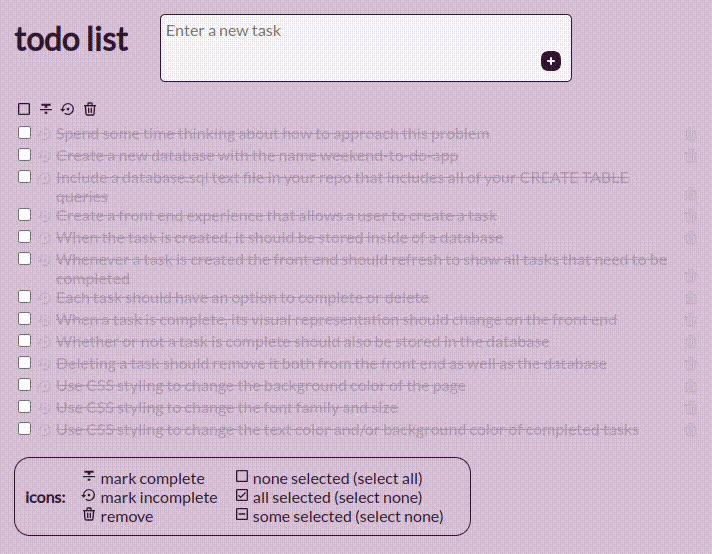 todo list
Enter a new task
Spend some time thinking about how to approach this problem
Create a new database with the name weekend-to-do-app
Include a database.sql text file in your repo that includes all of your CREATE TABLE
queries
Create a front end experience that allows a user to create a task
When the task is created, it should be stored inside of a database
Whenever a task is created the front end should refresh to show all tasks that need to be
completed
Each task should have an option to complete or delete
When a task is complete, its visual representation should change on the front end
Whether or not a task is complete should also be stored in the database
Deleting a task should remove it both from the front end as well as the database
Use CSS styling to change the background color of the page
Use CSS styling to change the font family and size
Use CSS styling to change the text color and/or background color of completed tasks
icons:
mark complete
mark incomplete
remove
none selected (select all)
all selected (select none)
some selected (select none)